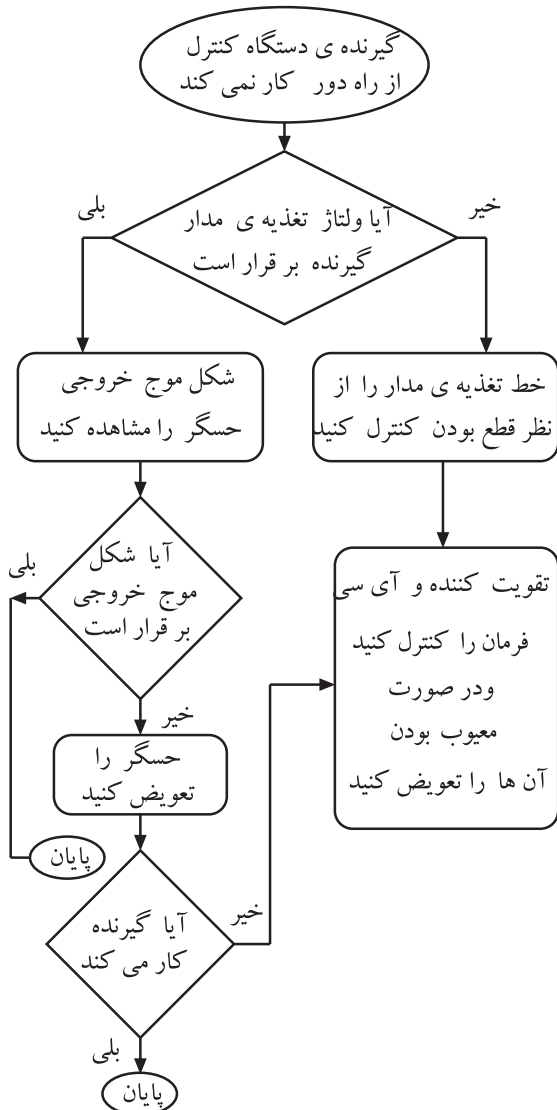 گیرنده ی دستگاه کنترل
از راه دور کار نمی کند
خیر
بلی
آیا ولتاژ تغذیه ی مدار
گیرنده بر قرار است
خط تغذیه ی مدار را از
نظر قطع بودن کنترل کنید
شکل موج خروجی
حسگر را مشاهده کنید
آیا شکل
موج خروجی
بر قرار است
بلی
خیر
تقویت کننده و آی سی
فرمان را کنترل کنید
ودر صورت
معیوب بودن
آن ها را تعویض کنید
حسگر را
تعویض کنید
پایان
آیا گیرنده
کار می کند
خیر
بلی
پایان